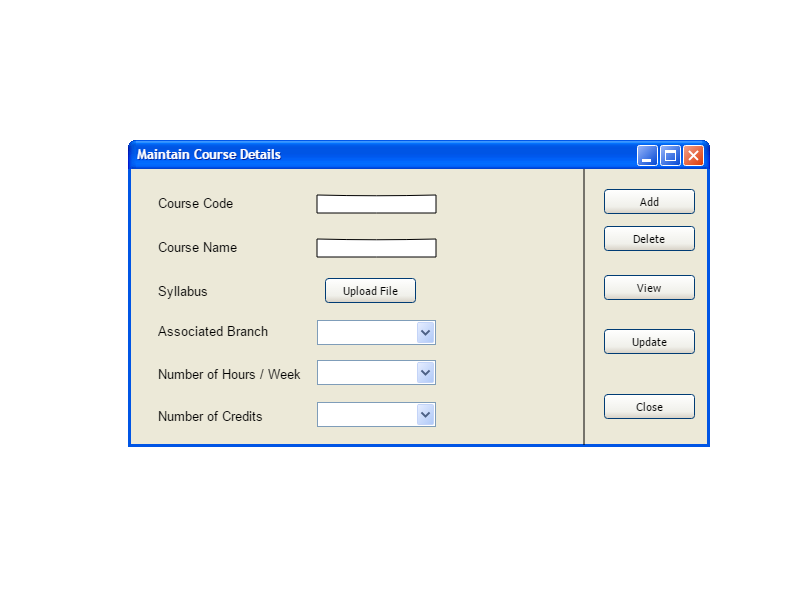 Maintain Course Details
Course Code
Course Name
Syllabus
Upload File
Associated Branch
Number of Hours / Week
Number of Credits
Add
Delete
View
Update
Close